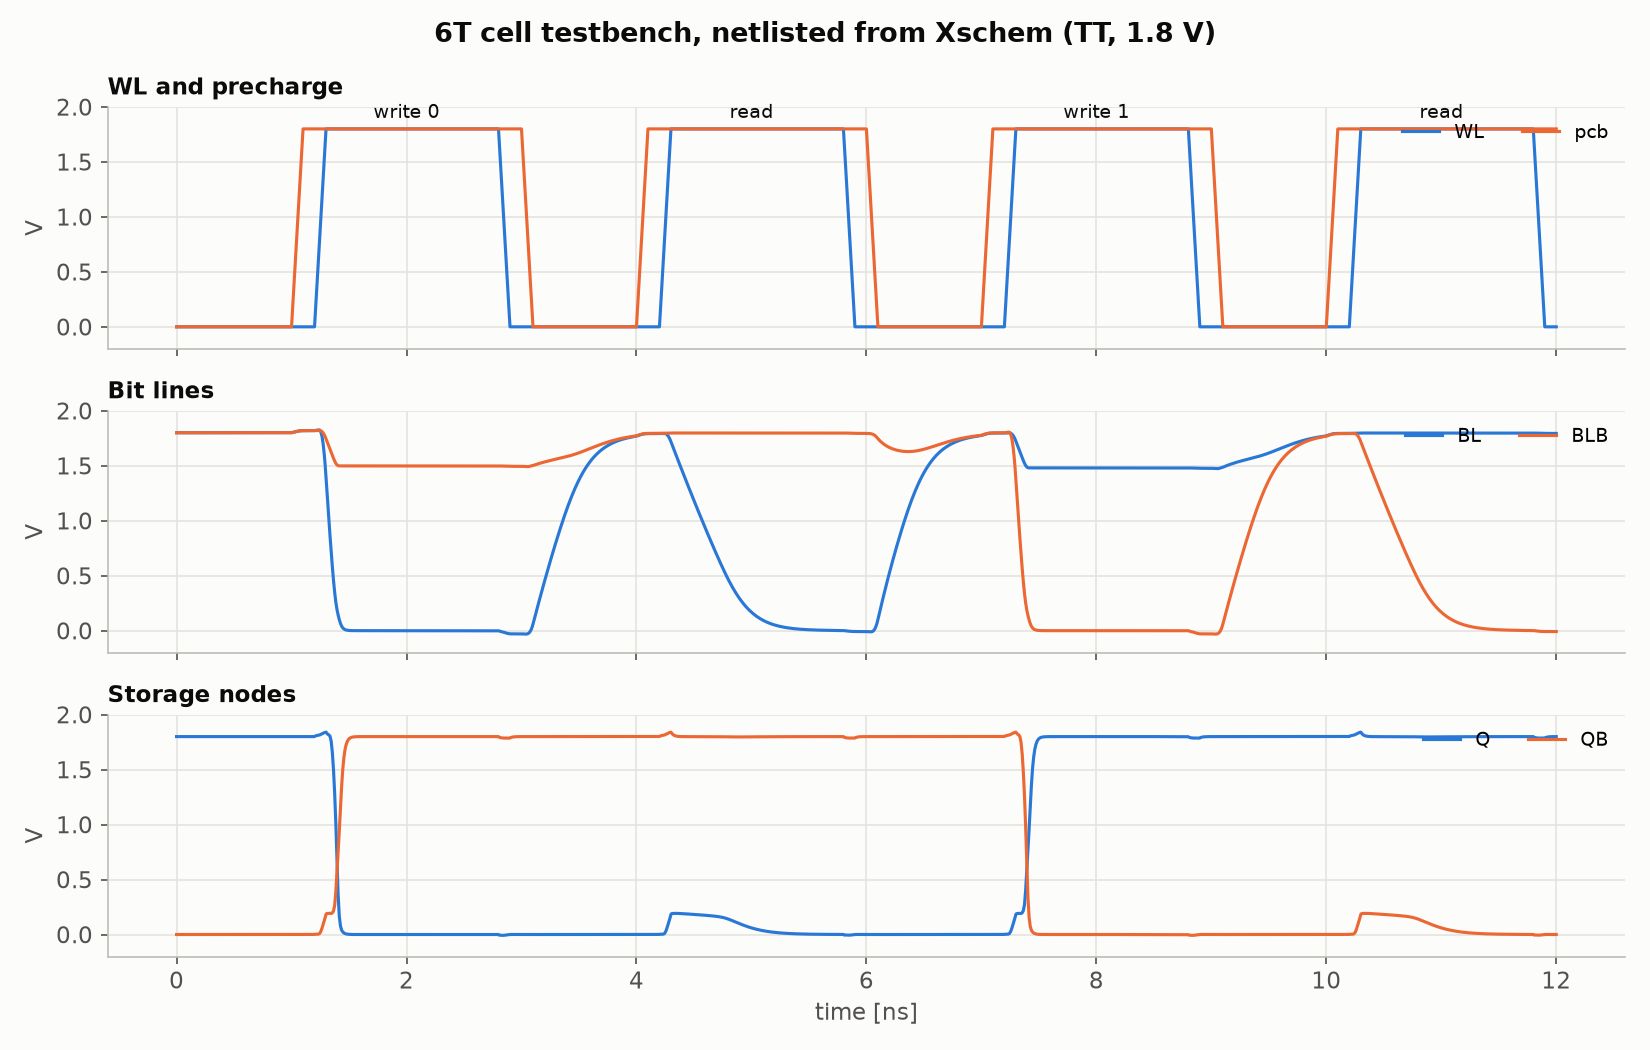 6T cell testbench, netlisted from Xschem (TT, 1.8 V)
WL and precharge
write 0 read write 1 read
WL pcb
2.0
1.5
1.0
0.5
0.0
V
Bit lines
BL BLB
2.0
1.5
1.0
0.5
0.0
V
Storage nodes
Q QB
2.0
1.5
1.0
0.5
0.0
V
0 2 4 6 8 10 12
time [ns]